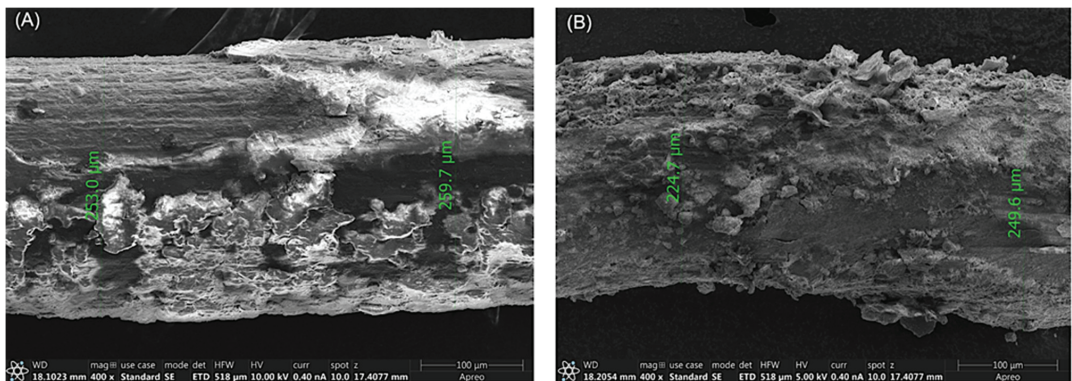 (A)
253.0 µm
259.7 µm
WD mag use case mode det HFW HV curr spot z
18.1023 mm 400 x Standard SE ETD 518 µm 10.00 kV 0.40 nA 10.0 17.4077 mm
100 µm
Apreo
(B)
224.7 µm
249.6 µm
WD mag use case mode det HFW HV curr spot z
18.2054 mm 400 x Standard SE ETD 518 µm 5.00 kV 0.40 nA 10.0 17.4077 mm
100 µm
Apreo